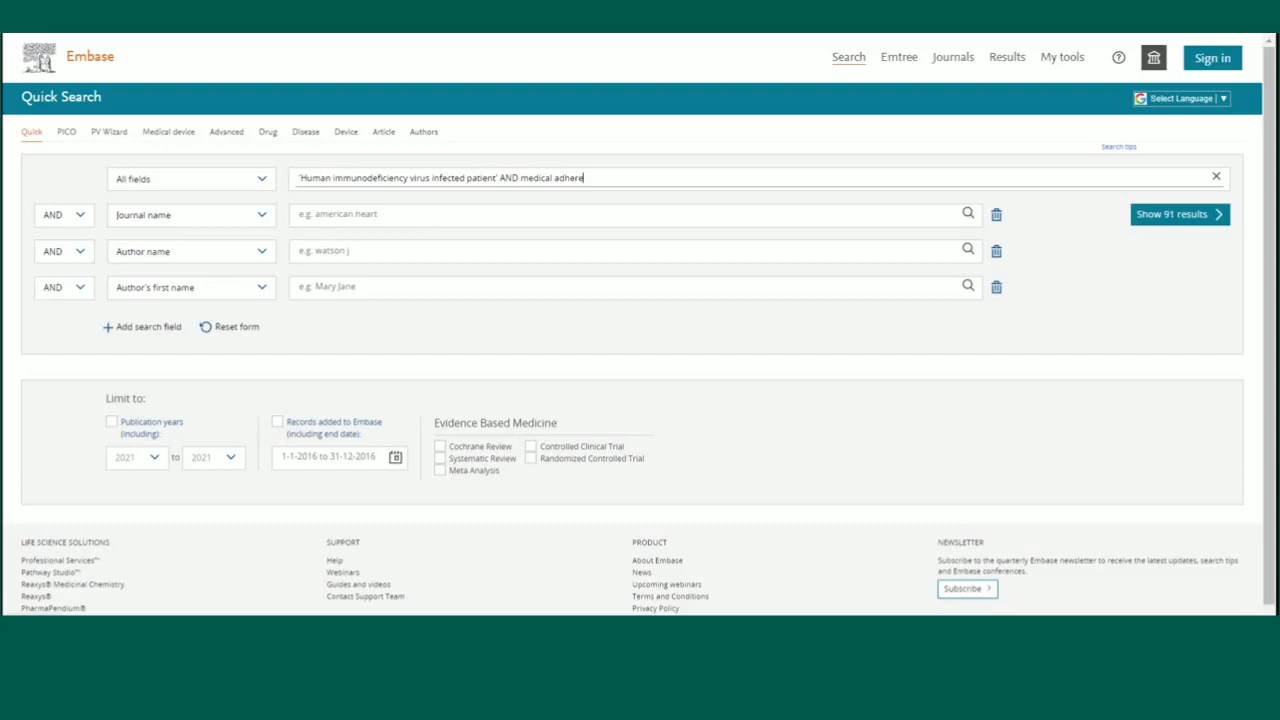 Embase
Search Emtree Journals Results My tools Sign in
Quick Search
Select Language
Quick PICO PV Wizard Medical device Advanced Drug Disease Device Article Authors
Search tips
All fields 'Human immunodeficiency virus infected patient' AND medical adhere
AND Journal name e.g. american heart Show 91 results
AND Author name e.g. watson j
AND Author's first name e.g. Mary Jane
Add search field Reset form
Limit to:
Publication years
(including):
2021 to 2021
Records added to Embase
(including end date):
1-1-2016 to 31-12-2016
Evidence Based Medicine
Cochrane Review Controlled Clinical Trial
Systematic Review Randomized Controlled Trial
Meta Analysis
LIFE SCIENCE SOLUTIONS
Professional Services™
Pathway Studio™
Reaxys® Medicinal Chemistry
Reaxys®
PharmaPendium®
SUPPORT
Help
Webinars
Guides and videos
Contact Support Team
PRODUCT
About Embase
News
Upcoming webinars
Terms and Conditions
Privacy Policy
NEWSLETTER
Subscribe to the quarterly Embase newsletter to receive the latest updates, search tips
and Embase conferences.
Subscribe